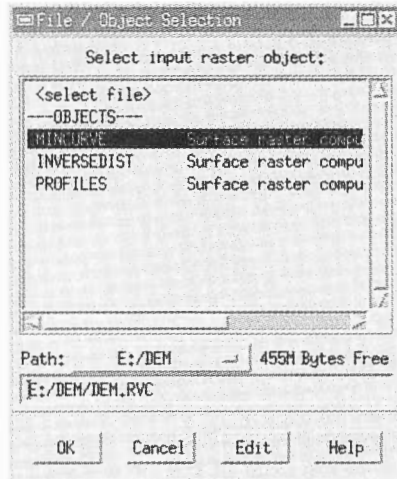 File / Object Selection
Select input raster object:
<select file>
---OBJECTS---
MINCURVE Surface raster compu
INVERSEDIST Surface raster compu
PROFILES Surface raster compu
Path: E:/DEM 455M Bytes Free
E:/DEM/DEM.RVC
OK Cancel Edit Help